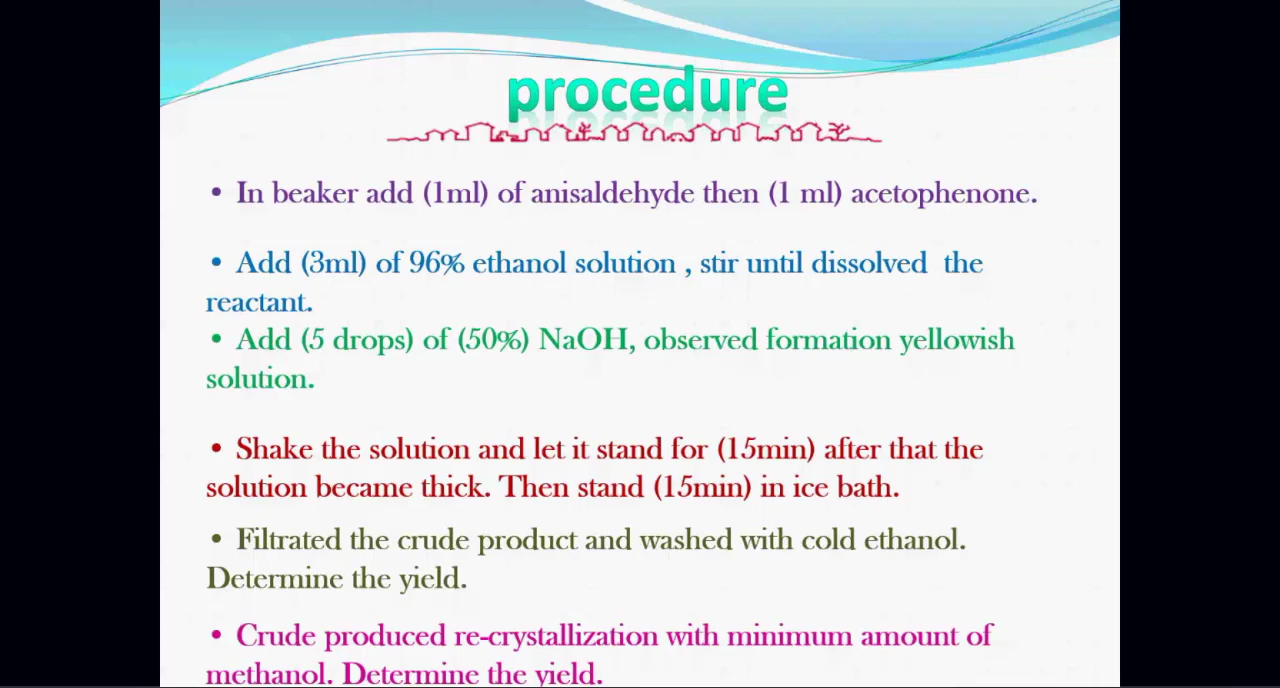 procedure
• In beaker add (1ml) of anisaldehyde then (1 ml) acetophenone.
• Add (3ml) of 96% ethanol solution , stir until dissolved the
reactant.
• Add (5 drops) of (50%) NaOH, observed formation yellowish
solution.
• Shake the solution and let it stand for (15min) after that the
solution became thick. Then stand (15min) in ice bath.
• Filtrated the crude product and washed with cold ethanol.
Determine the yield.
• Crude produced re-crystallization with minimum amount of
methanol. Determine the yield.